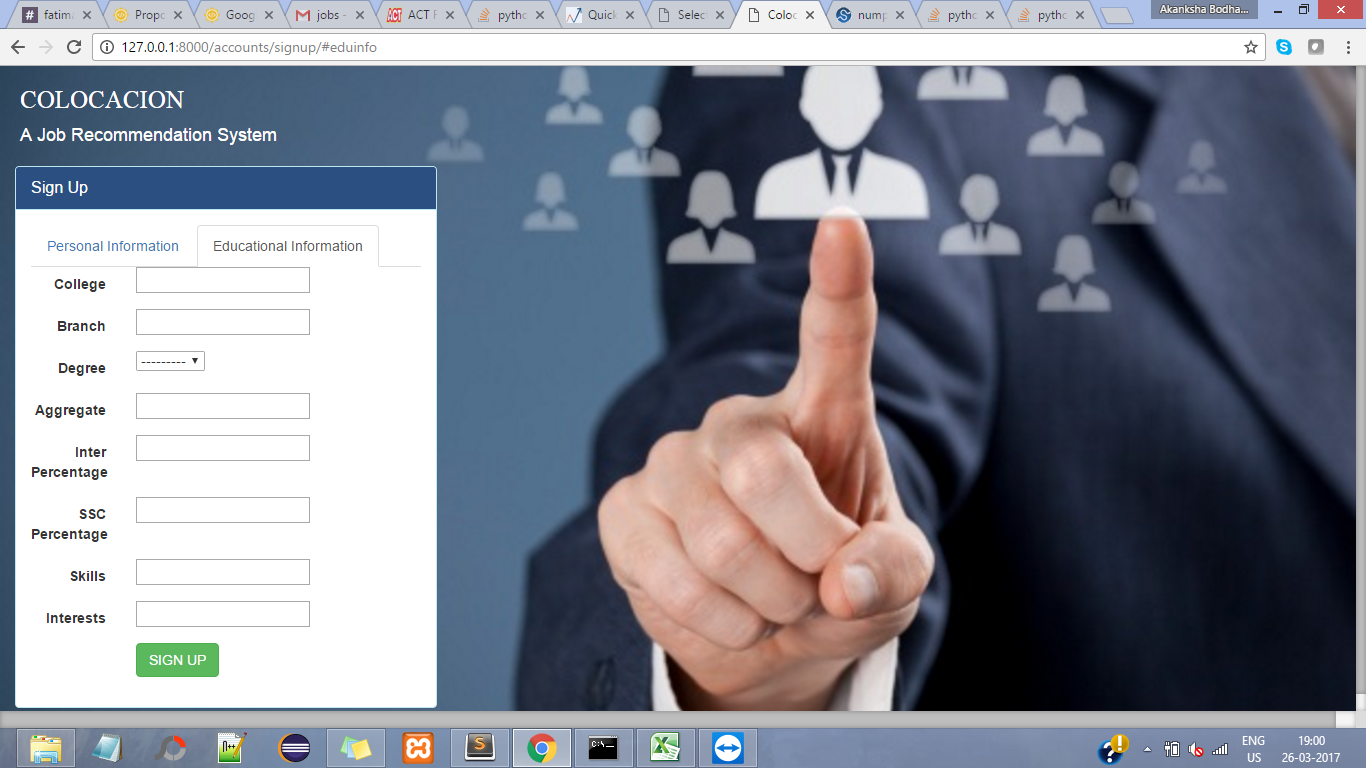 fatima
Propo
Goog
jobs -
ACT F
pytho
Quick
Select
Coloc
nump
pytho
pytho
Akanksha Bodha...
127.0.0.1:8000/accounts/signup/#eduinfo
COLOCACION
A Job Recommendation System
Sign Up
Personal Information Educational Information
College
Branch
Degree ---------
Aggregate
Inter
Percentage
SSC
Percentage
Skills
Interests
SIGN UP
ENG 19:00
US 26-03-2017